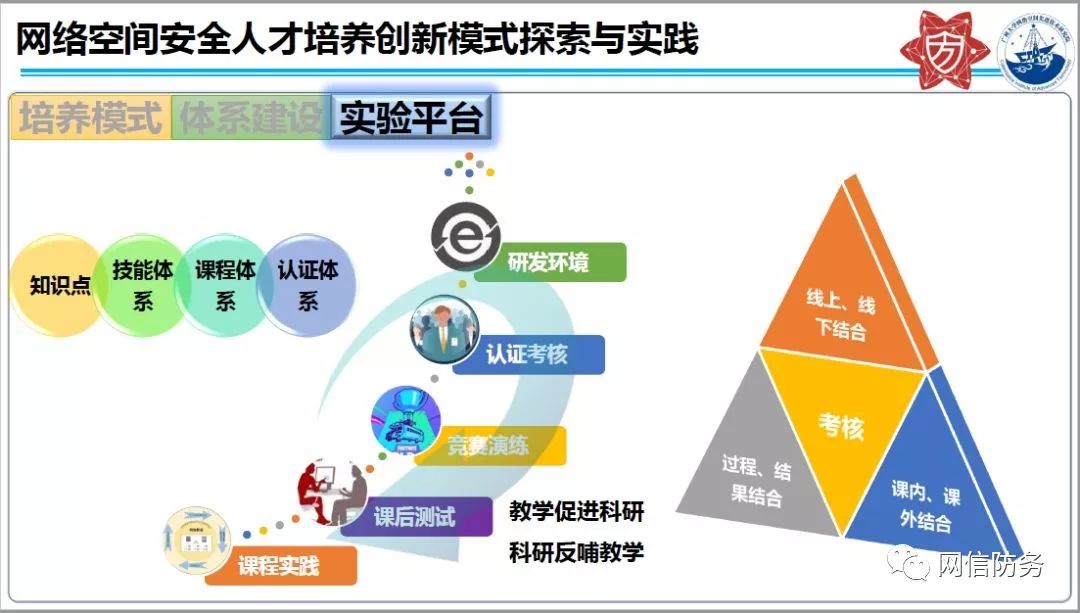 网络空间安全人才培养创新模式探索与实践
培养模式
体系建设
实验平台
知识点
技能体
系
课程体
系
认证体
系
研发环境
认证考核
竞赛演练
课后测试
课程实践
教学促进科研
科研反哺教学
线上、线
下结合
考核
过程、结
果结合
课内、课
外结合
网信防务